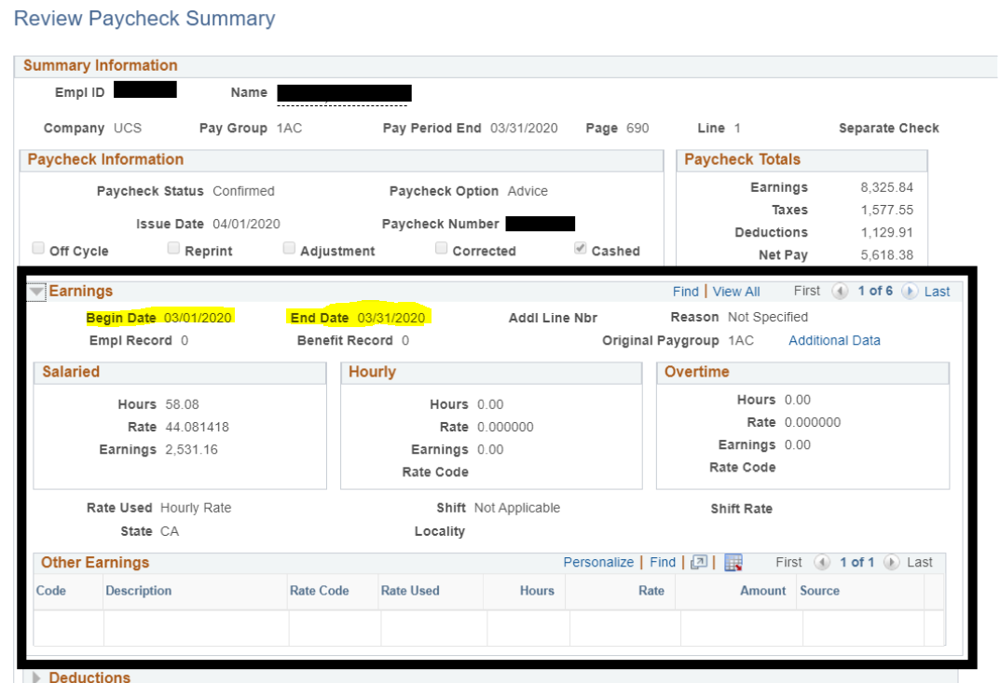 Review Paycheck Summary
Summary Information
Empl ID Name
Company UCS Pay Group 1AC Pay Period End 03/31/2020 Page 690 Line 1 Separate Check
Paycheck Information
Paycheck Status Confirmed Paycheck Option Advice
Issue Date 04/01/2020 Paycheck Number
Off Cycle Reprint Adjustment Corrected Cashed
Paycheck Totals
Earnings 8,325.84
Taxes 1,577.55
Deductions 1,129.91
Net Pay 5,618.38
Earnings Find | View All First 1 of 6 Last
Begin Date 03/01/2020 End Date 03/31/2020 Addl Line Nbr Reason Not Specified
Empl Record 0 Benefit Record 0 Original Paygroup 1AC Additional Data
Salaried
Hours 58.08
Rate 44.081418
Earnings 2,531.16
Hourly
Hours 0.00
Rate 0.000000
Earnings 0.00
Rate Code
Overtime
Hours 0.00
Rate 0.000000
Earnings 0.00
Rate Code
Rate Used Hourly Rate Shift Not Applicable Shift Rate
State CA Locality
Other Earnings Personalize | Find | | First 1 of 1 Last
Code Description Rate Code Rate Used Hours Rate Amount Source
Deductions